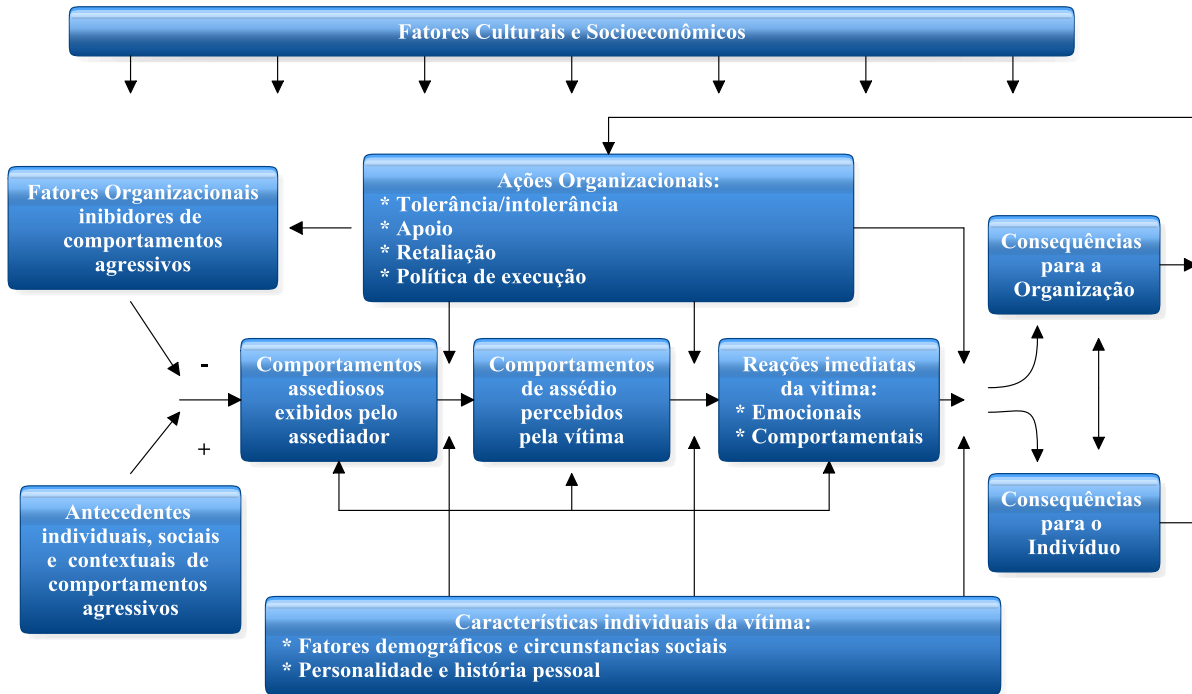 Fatores Culturais e Socioeconômicos
Ações Organizacionais:
* Tolerância/intolerância
* Apoio
* Retaliação
* Política de execução
Fatores Organizacionais
inibidores de
comportamentos
agressivos
Consequências
para a
Organização
-
Comportamentos
assediosos
exibidos pelo
assediador
Comportamentos
de assédio
percebidos
pela vítima
Reações imediatas
da vitima:
* Emocionais
* Comportamentais
+
Antecedentes
individuais, sociais
e contextuais de
comportamentos
agressivos
Consequências
para o
Indivíduo
Características individuais da vítima:
* Fatores demográficos e circunstancias sociais
* Personalidade e história pessoal